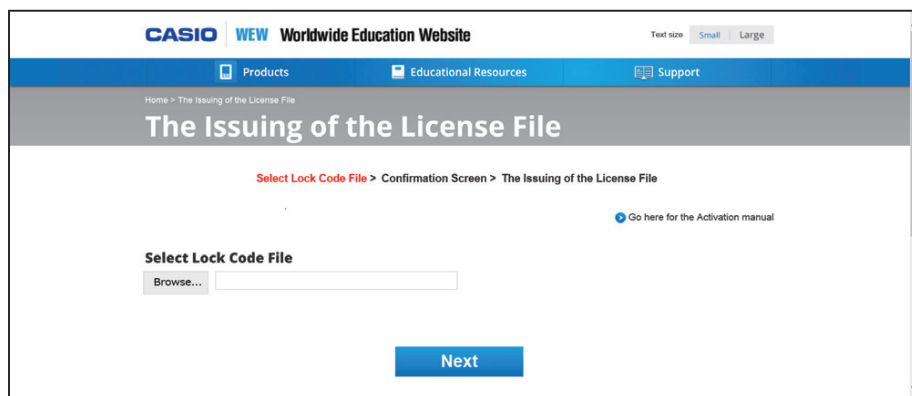 CASIO WEW Worldwide Education Website Text size Small Large
Products Educational Resources Support
Home > The Issuing of the License File
The Issuing of the License File
Select Lock Code File > Confirmation Screen > The Issuing of the License File
Go here for the Activation manual
Select Lock Code File
Browse...
Next